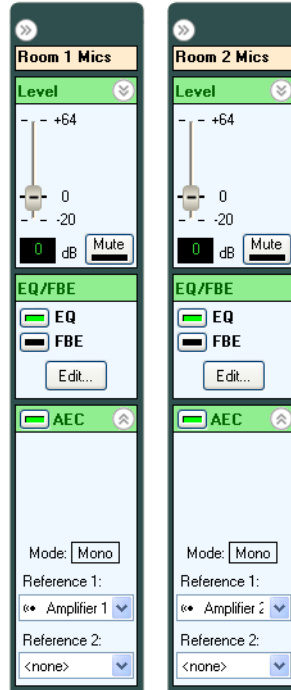 Room 1 Mics
Level
+64
0
-20
0 dB Mute
EQ/FBE
EQ
FBE
Edit...
AEC
Mode: Mono
Reference 1:
Amplifier 1
Reference 2:
<none>
Room 2 Mics
Level
+64
0
-20
0 dB Mute
EQ/FBE
EQ
FBE
Edit...
AEC
Mode: Mono
Reference 1:
Amplifier 2
Reference 2:
<none>